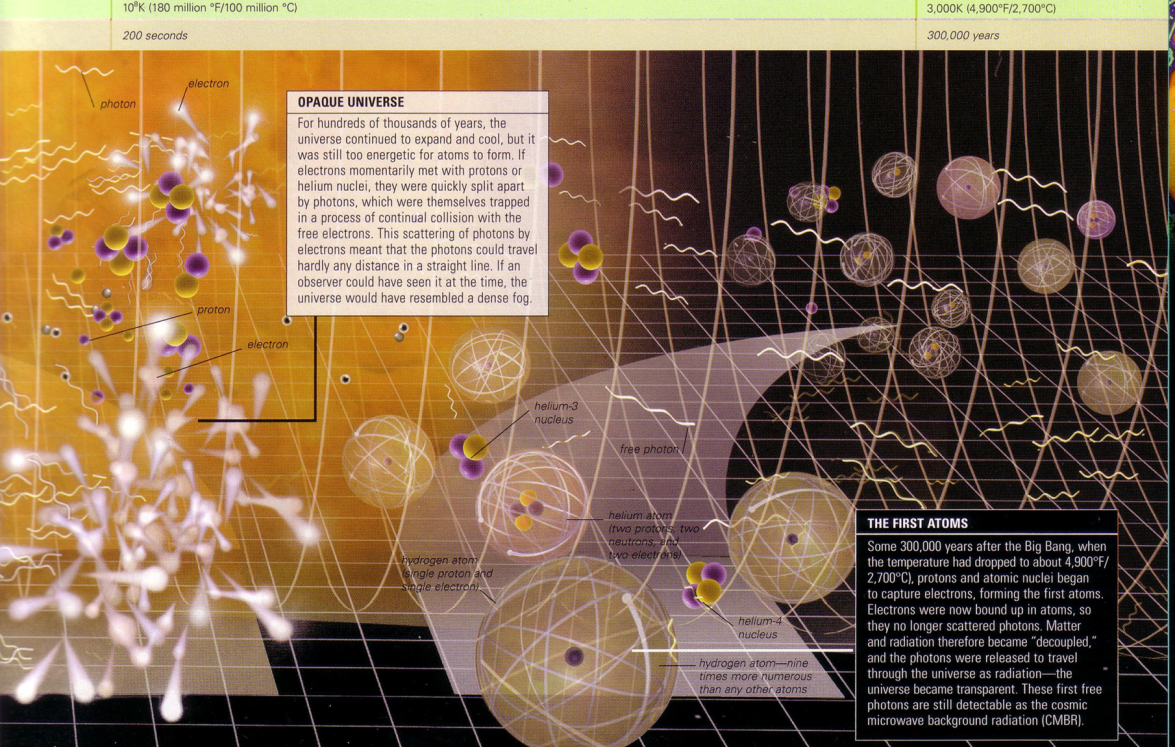 10⁸K (180 million °F/100 million °C)
3,000K (4,900°F/2,700°C)
200 seconds
300,000 years
photon
electron
OPAQUE UNIVERSE
For hundreds of thousands of years, the
universe continued to expand and cool, but it
was still too energetic for atoms to form. If
electrons momentarily met with protons or
helium nuclei, they were quickly split apart
by photons, which were themselves trapped
in a process of continual collision with the
free electrons. This scattering of photons by
electrons meant that the photons could travel
hardly any distance in a straight line. If an
observer could have seen it at the time, the
universe would have resembled a dense fog.
proton
electron
helium-3
nucleus
free photon
helium atom
(two protons, two
neutrons, and
two electrons)
hydrogen atom
(single proton and
single electron)
helium-4
nucleus
hydrogen atom—nine
times more numerous
than any other atoms
THE FIRST ATOMS
Some 300,000 years after the Big Bang, when
the temperature had dropped to about 4,900°F/
2,700°C), protons and atomic nuclei began
to capture electrons, forming the first atoms.
Electrons were now bound up in atoms, so
they no longer scattered photons. Matter
and radiation therefore became "decoupled,"
and the photons were released to travel
through the universe as radiation—the
universe became transparent. These first free
photons are still detectable as the cosmic
microwave background radiation (CMBR).